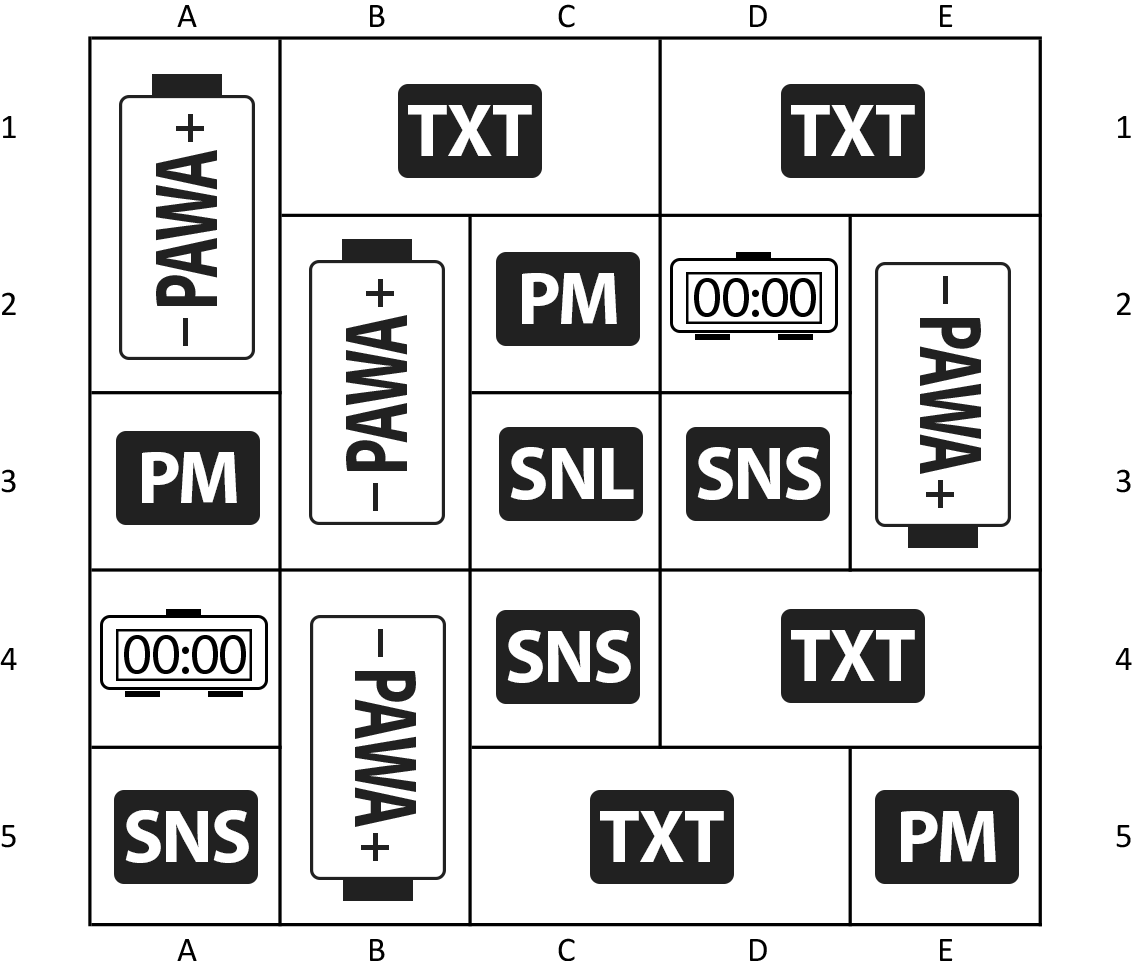 A B C D E
1 TXT TXT 1
– PAWA +
2 – PAWA + PM 00:00 – PAWA + 2
3 PM SNL SNS 3
4 00:00 – PAWA + SNS TXT 4
5 SNS TXT PM 5
A B C D E